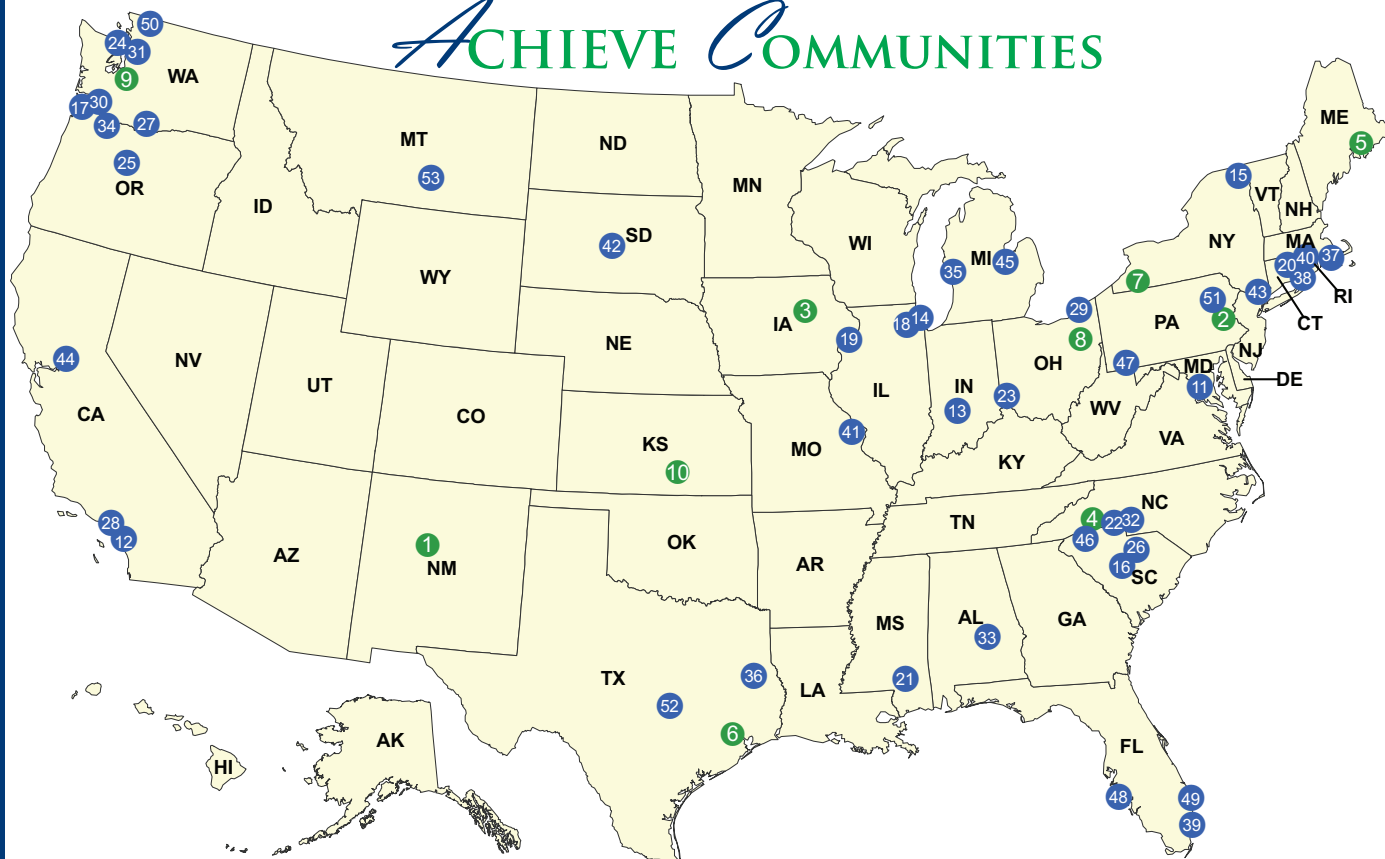 ACHIEVE COMMUNITIES
50
24
31
9
WA
17
30
34
27
25
OR
MT
53
ID
ND
MN
ME
5
15
VT
NH
NY
MA
20
40
37
38
RI
CT
WI
MI
45
35
42
SD
WY
7
43
51
2
PA
NJ
29
8
OH
47
MD
11
DE
IA
3
19
18
14
NE
44
CA
NV
UT
CO
IL
IN
13
23
WV
VA
41
MO
KS
10
KY
28
12
AZ
1
NM
OK
AR
TN
4
22
32
NC
46
26
16
SC
MS
21
AL
33
GA
TX
36
52
6
LA
HI
AK
FL
48
49
39